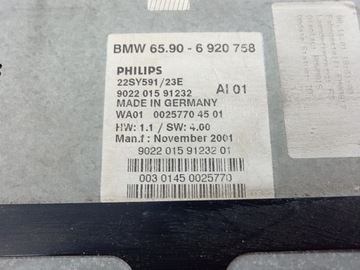 BMW 65.90 - 6 920 758
PHILIPS
22SY591/23E
9022 015 91232
AI 01
MADE IN GERMANY
WA01 0025770 45 01
HW: 1.1 / SW: 4.00
Man.f : November 2001
9022 015 91232 01
003 0145 0025770